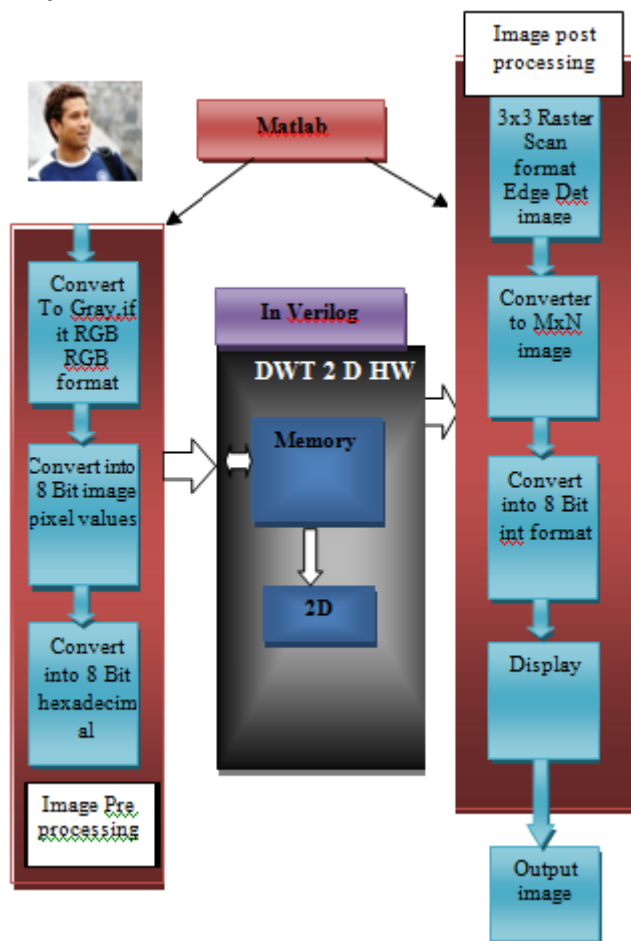 Matlab
Convert
To Gray,if
it RGB
RGB
format
Convert into
8 Bit image
pixel values
Convert
into 8 Bit
hexadecim
al
Image Pre
processing
In Verilog
DWT 2 D HW
Memory
2D
Image post
processing
3x3 Raster
Scan
format
Edge Det
image
Converter
to MxN
image
Convert
into 8 Bit
int format
Display
Output
image